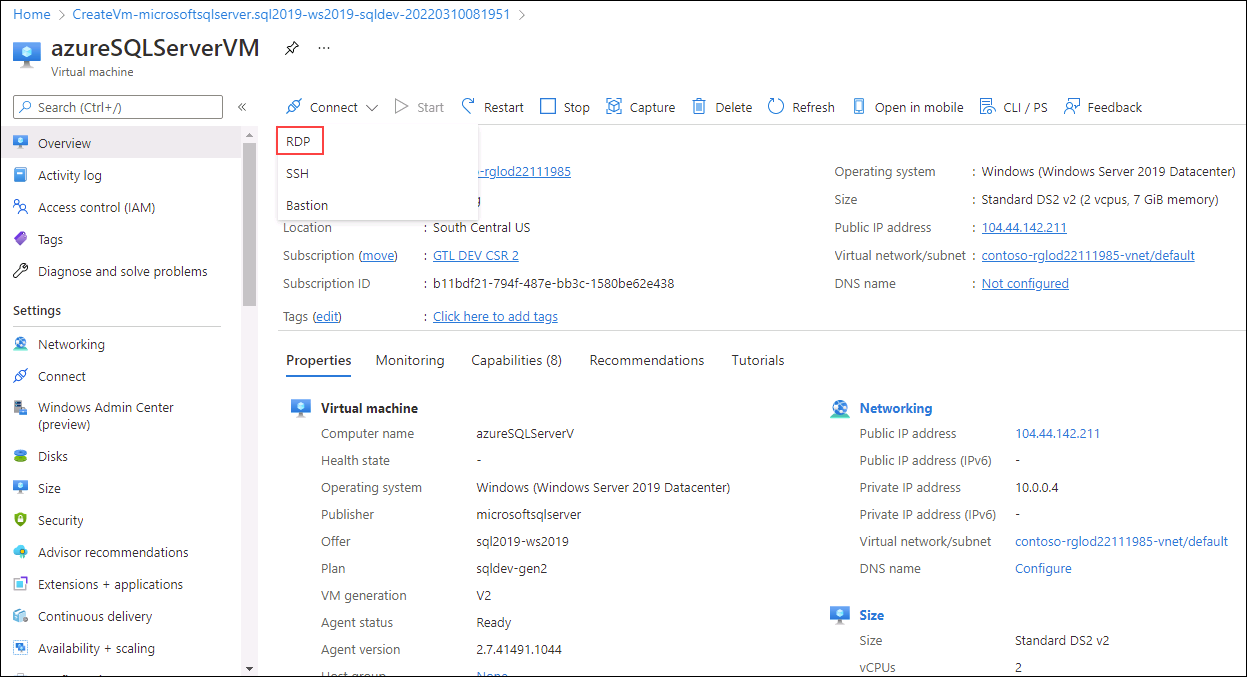 Home > CreateVm-microsoftsqlserver.sql2019-ws2019-sqldev-20220310081951 >
azureSQLServerVM ...
Virtual machine
Search (Ctrl+/) «
Overview
Activity log
Access control (IAM)
Tags
Diagnose and solve problems
Settings
Networking
Connect
Windows Admin Center
(preview)
Disks
Size
Security
Advisor recommendations
Extensions + applications
Continuous delivery
Availability + scaling
Connect Start Restart Stop Capture Delete Refresh Open in mobile CLI / PS Feedback
RDP
SSH
Bastion
-rglod22111985
Location : South Central US
Subscription (move) : GTL DEV CSR 2
Subscription ID : b11bdf21-794f-487e-bb3c-1580be62e438
Tags (edit) : Click here to add tags
Operating system : Windows (Windows Server 2019 Datacenter)
Size : Standard DS2 v2 (2 vcpus, 7 GiB memory)
Public IP address : 104.44.142.211
Virtual network/subnet : contoso-rglod22111985-vnet/default
DNS name : Not configured
Properties Monitoring Capabilities (8) Recommendations Tutorials
Virtual machine
Computer name azureSQLServerV
Health state -
Operating system Windows (Windows Server 2019 Datacenter)
Publisher microsoftsqlserver
Offer sql2019-ws2019
Plan sqldev-gen2
VM generation V2
Agent status Ready
Agent version 2.7.41491.1044
Host group None
Networking
Public IP address 104.44.142.211
Public IP address (IPv6) -
Private IP address 10.0.0.4
Private IP address (IPv6) -
Virtual network/subnet contoso-rglod22111985-vnet/default
DNS name Configure
Size
Size Standard DS2 v2
vCPUs 2